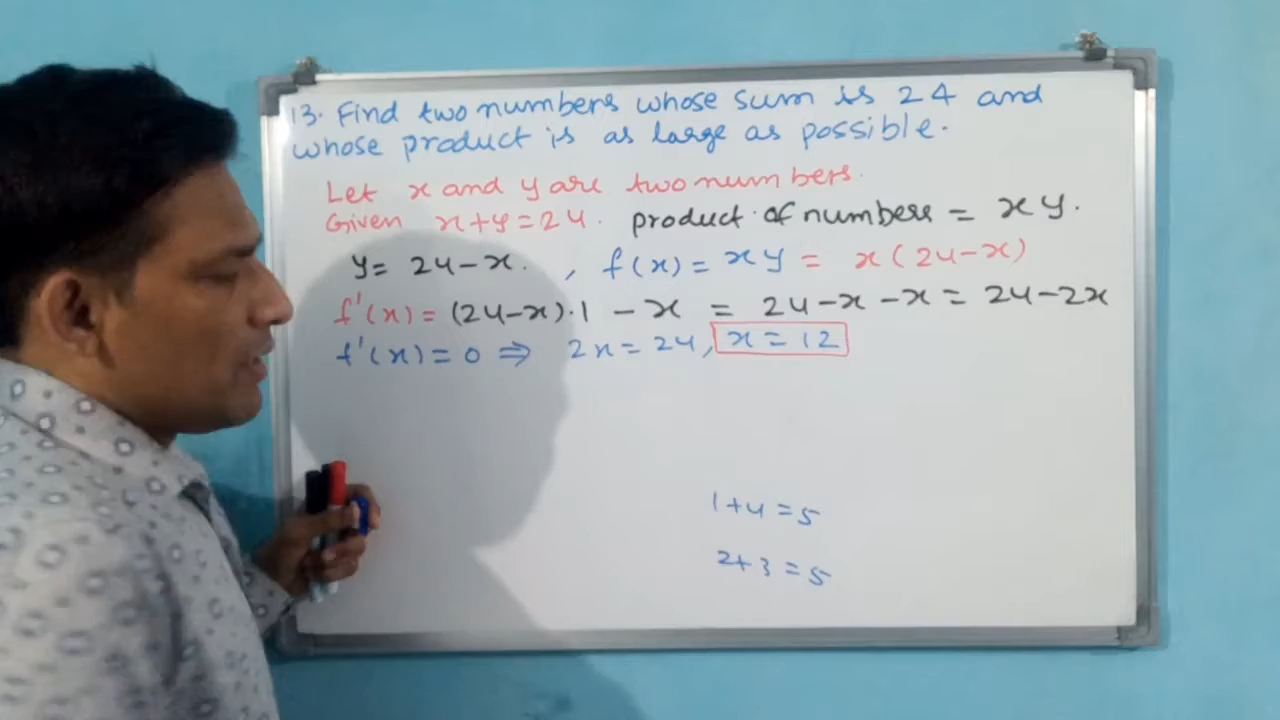 13. Find two numbers whose sum is 24 and
whose product is as large as possible.
Let x and y are two numbers.
Given x+y=24. product of numbers = xy.
y= 24-x. , f(x)= xy = x(24-x)
f'(x)= (24-x)·1 -x = 24-x-x= 24-2x
f'(x)=0 ⇒ 2x=24, x=12
1+4=5
2+3=5